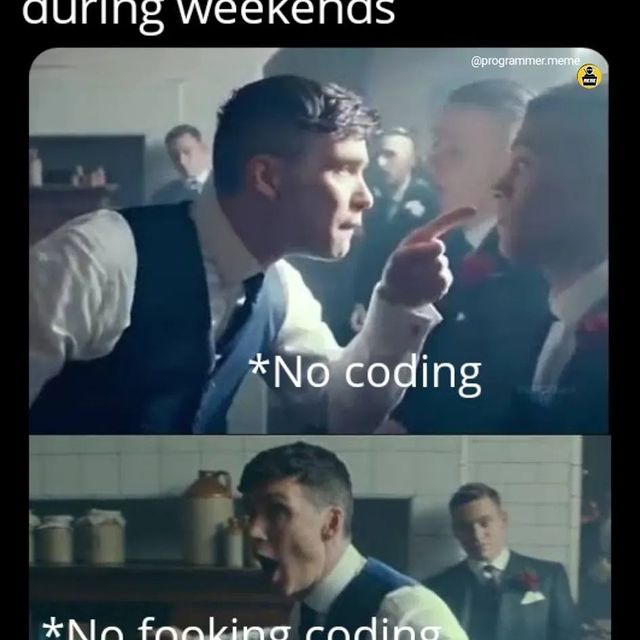 during weekends
@programmer.meme
*No coding
*No fooking coding